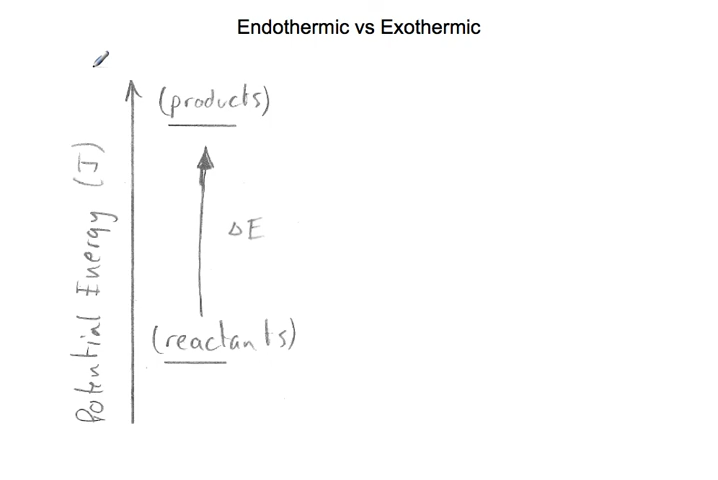 Endothermic vs Exothermic
(products)
ΔE
(reactants)
Potential Energy (J)